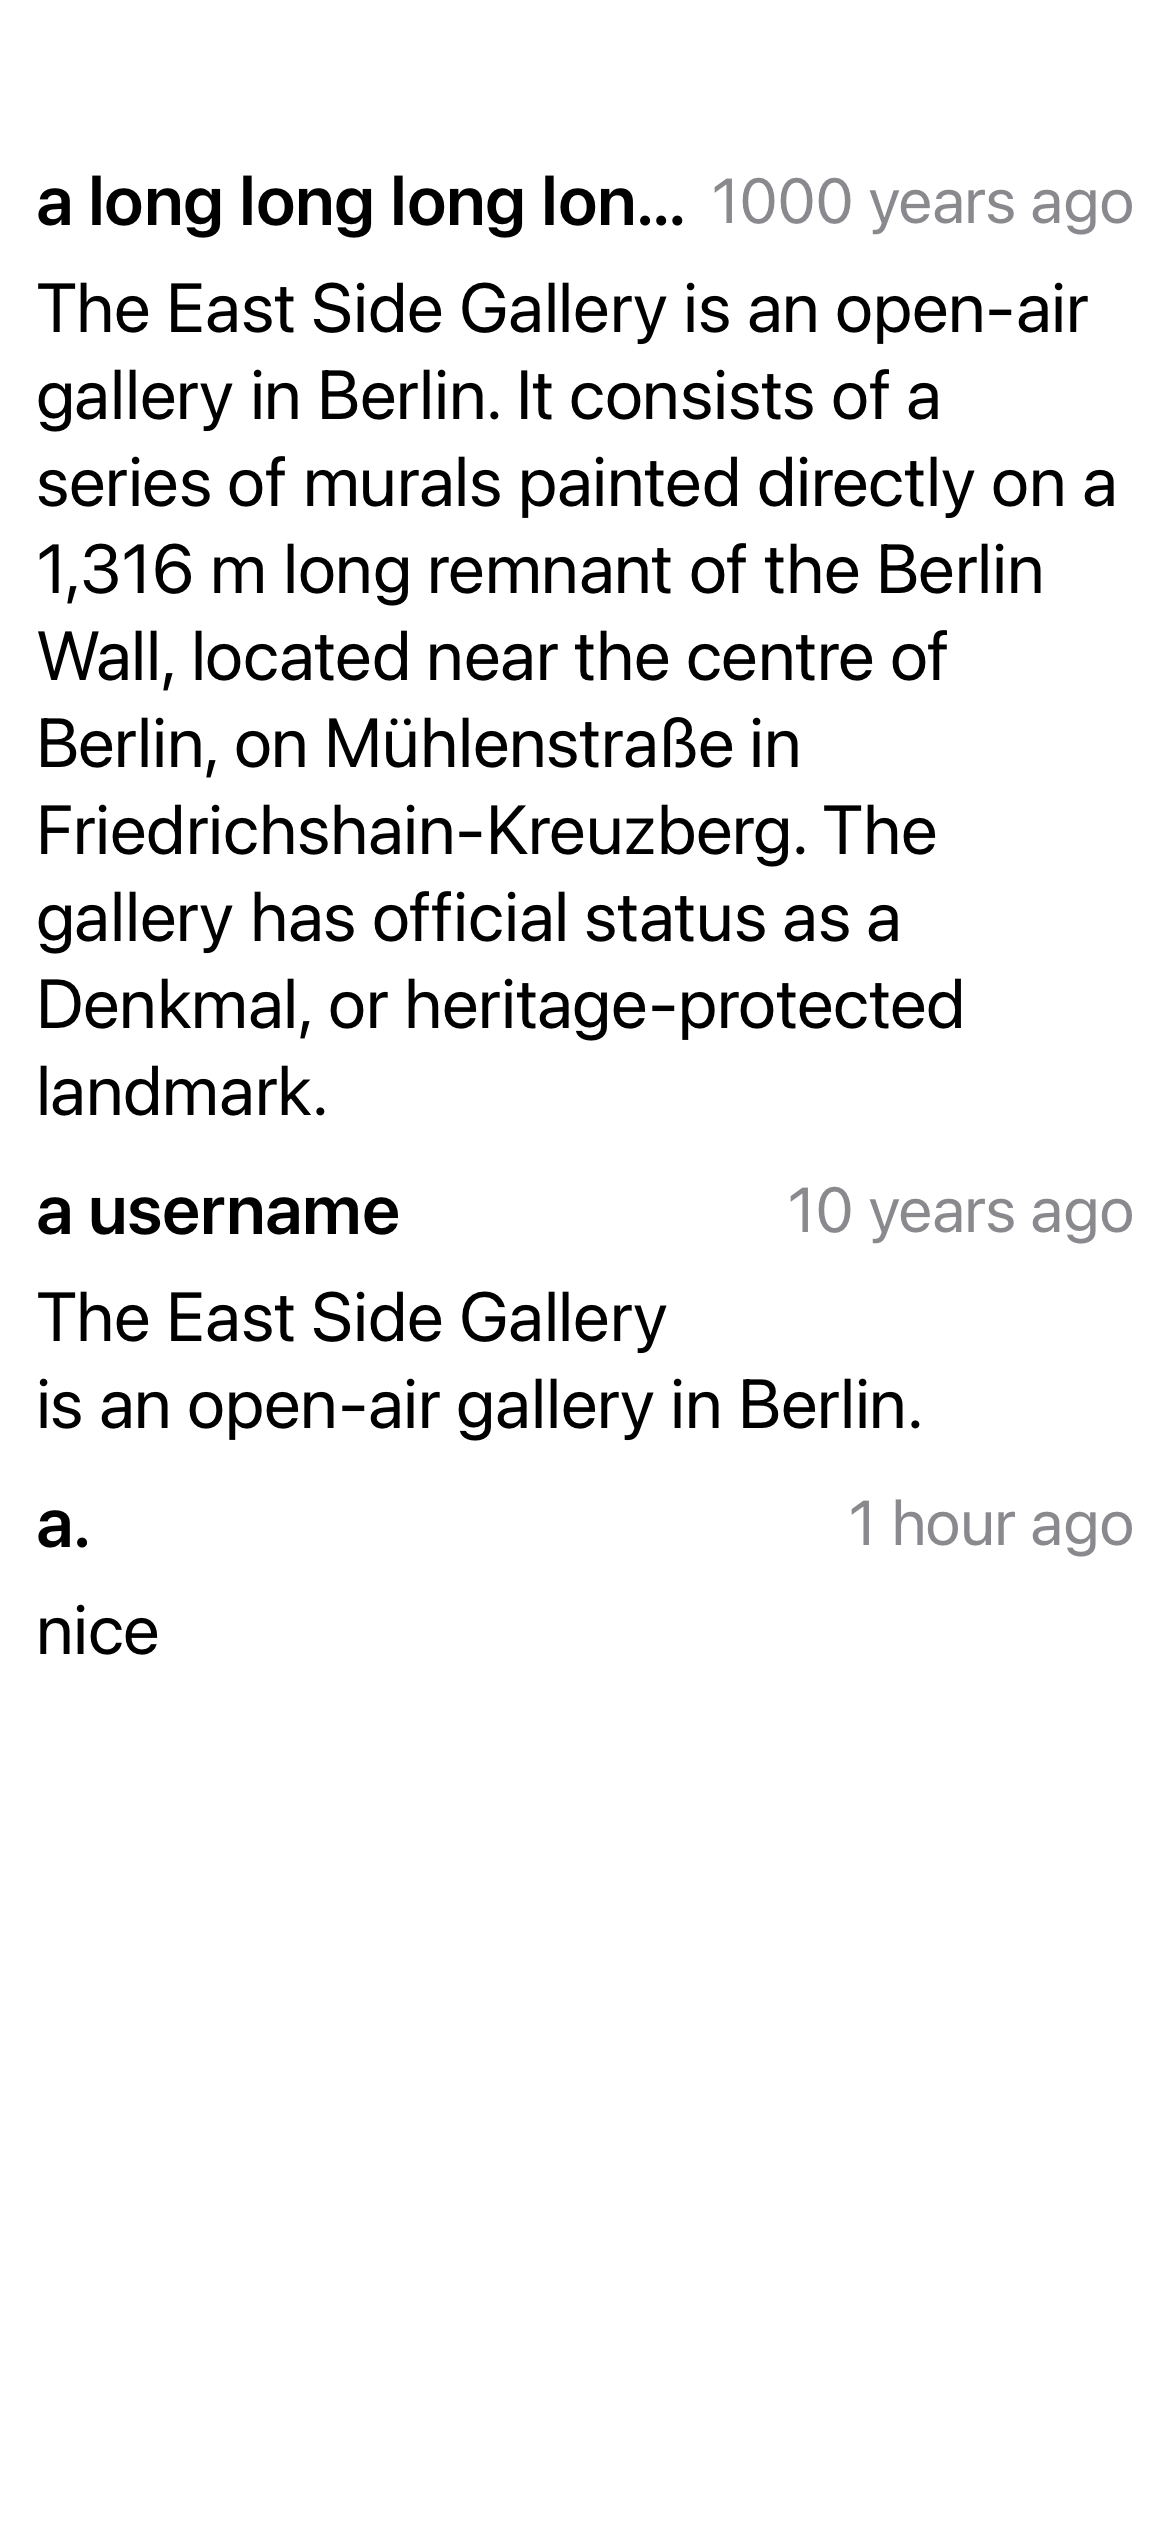 a long long long lon... 1000 years ago
The East Side Gallery is an open-air
gallery in Berlin. It consists of a
series of murals painted directly on a
1,316 m long remnant of the Berlin
Wall, located near the centre of
Berlin, on Mühlenstraße in
Friedrichshain-Kreuzberg. The
gallery has official status as a
Denkmal, or heritage-protected
landmark.
a username 10 years ago
The East Side Gallery
is an open-air gallery in Berlin.
a. 1 hour ago
nice